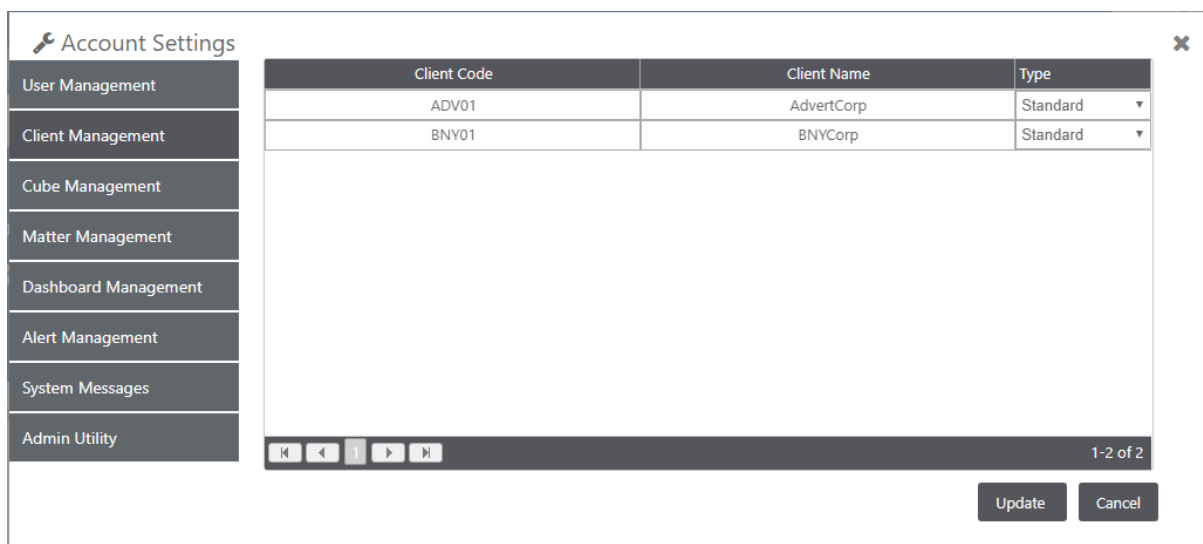 Account Settings
User Management
Client Management
Cube Management
Matter Management
Dashboard Management
Alert Management
System Messages
Admin Utility
Client Code Client Name Type
ADV01 AdvertCorp Standard
BNY01 BNYCorp Standard
1 1-2 of 2
Update Cancel